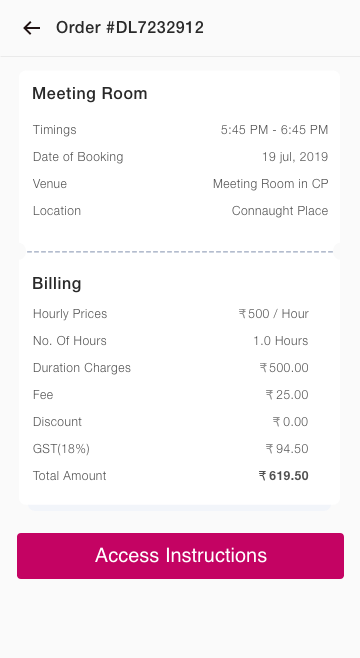 Order #DL7232912
Meeting Room
Timings 5:45 PM - 6:45 PM
Date of Booking 19 jul, 2019
Venue Meeting Room in CP
Location Connaught Place
Billing
Hourly Prices ₹500 / Hour
No. Of Hours 1.0 Hours
Duration Charges ₹500.00
Fee ₹25.00
Discount ₹0.00
GST(18%) ₹94.50
Total Amount ₹619.50
Access Instructions